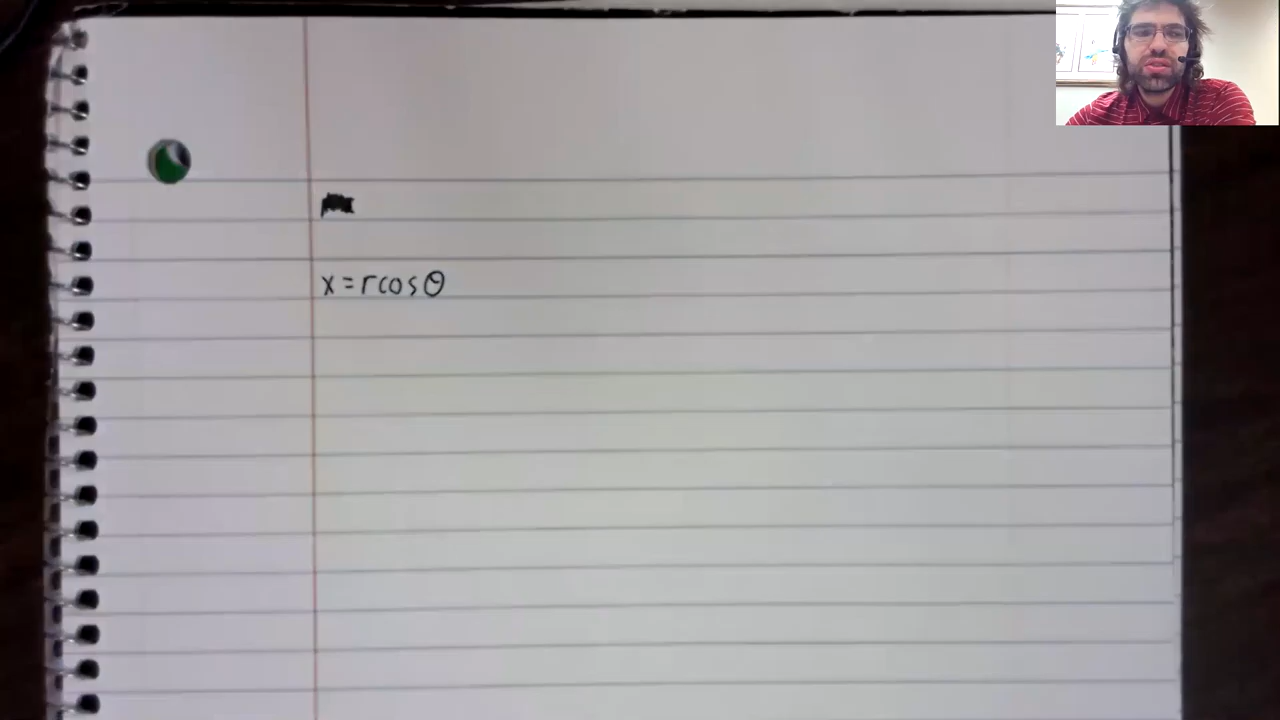 x = r cos θ